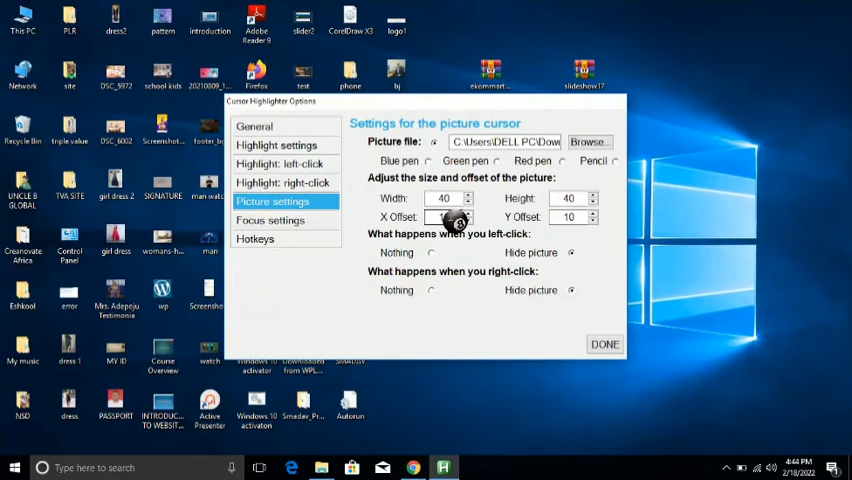 This PC
PLR
dress2
pattern
introduction
Adobe
Reader 9
slider2
CorelDRAW X3
logo1
Network
site
DSC_5972
school kids
20210809_1...
Firefox
test
phone
bj
ekommart...
slideshow17
Recycle Bin
triple value
DSC_6002
Screenshot...
footer_bg
UNCLE B
GLOBAL
TVA SITE
girl dress 2
SIGNATURE
man watch
Creanovate
Africa
Control
Panel
girl dress
womans-h...
man
Eshkool
error
Mrs. Adepoju
Testimonia
wp
Screenshot
My music
dress 1
MY ID
Course
Overview
watch
Windows 10
activator
Downloaded
from WPL...
SMADAV
NSD
dress
PASSPORT
INTRODUC...
TO WEBSIT...
Active
Presenter
Windows 10
activaton
Smadav_Pr...
Autorun
Cursor Highlighter Options
General
Highlight settings
Highlight: left-click
Highlight: right-click
Picture settings
Focus settings
Hotkeys
Settings for the picture cursor
Picture file:
C:\Users\DELL PC\Dow
Browse...
Blue pen
Green pen
Red pen
Pencil
Adjust the size and offset of the picture:
Width: 40
Height: 40
X Offset:
Y Offset: 10
What happens when you left-click:
Nothing
Hide picture
What happens when you right-click:
Nothing
Hide picture
DONE
Type here to search
4:44 PM
2/18/2022